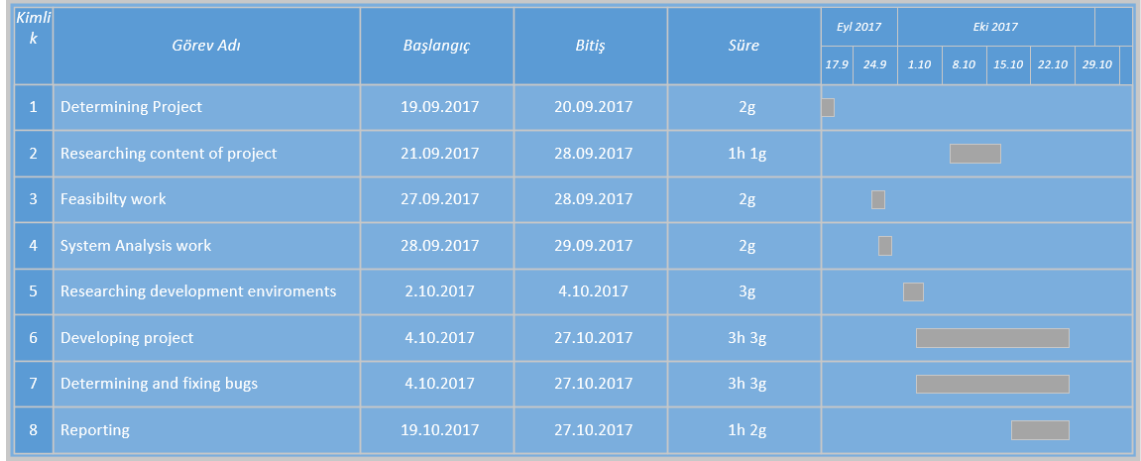 Kimli
k
Görev Adı
Başlangıç
Bitiş
Süre
Eyl 2017
Eki 2017
17.9 24.9 1.10 8.10 15.10 22.10 29.10
1 Determining Project 19.09.2017 20.09.2017 2g
2 Researching content of project 21.09.2017 28.09.2017 1h 1g
3 Feasibilty work 27.09.2017 28.09.2017 2g
4 System Analysis work 28.09.2017 29.09.2017 2g
5 Researching development enviroments 2.10.2017 4.10.2017 3g
6 Developing project 4.10.2017 27.10.2017 3h 3g
7 Determining and fixing bugs 4.10.2017 27.10.2017 3h 3g
8 Reporting 19.10.2017 27.10.2017 1h 2g